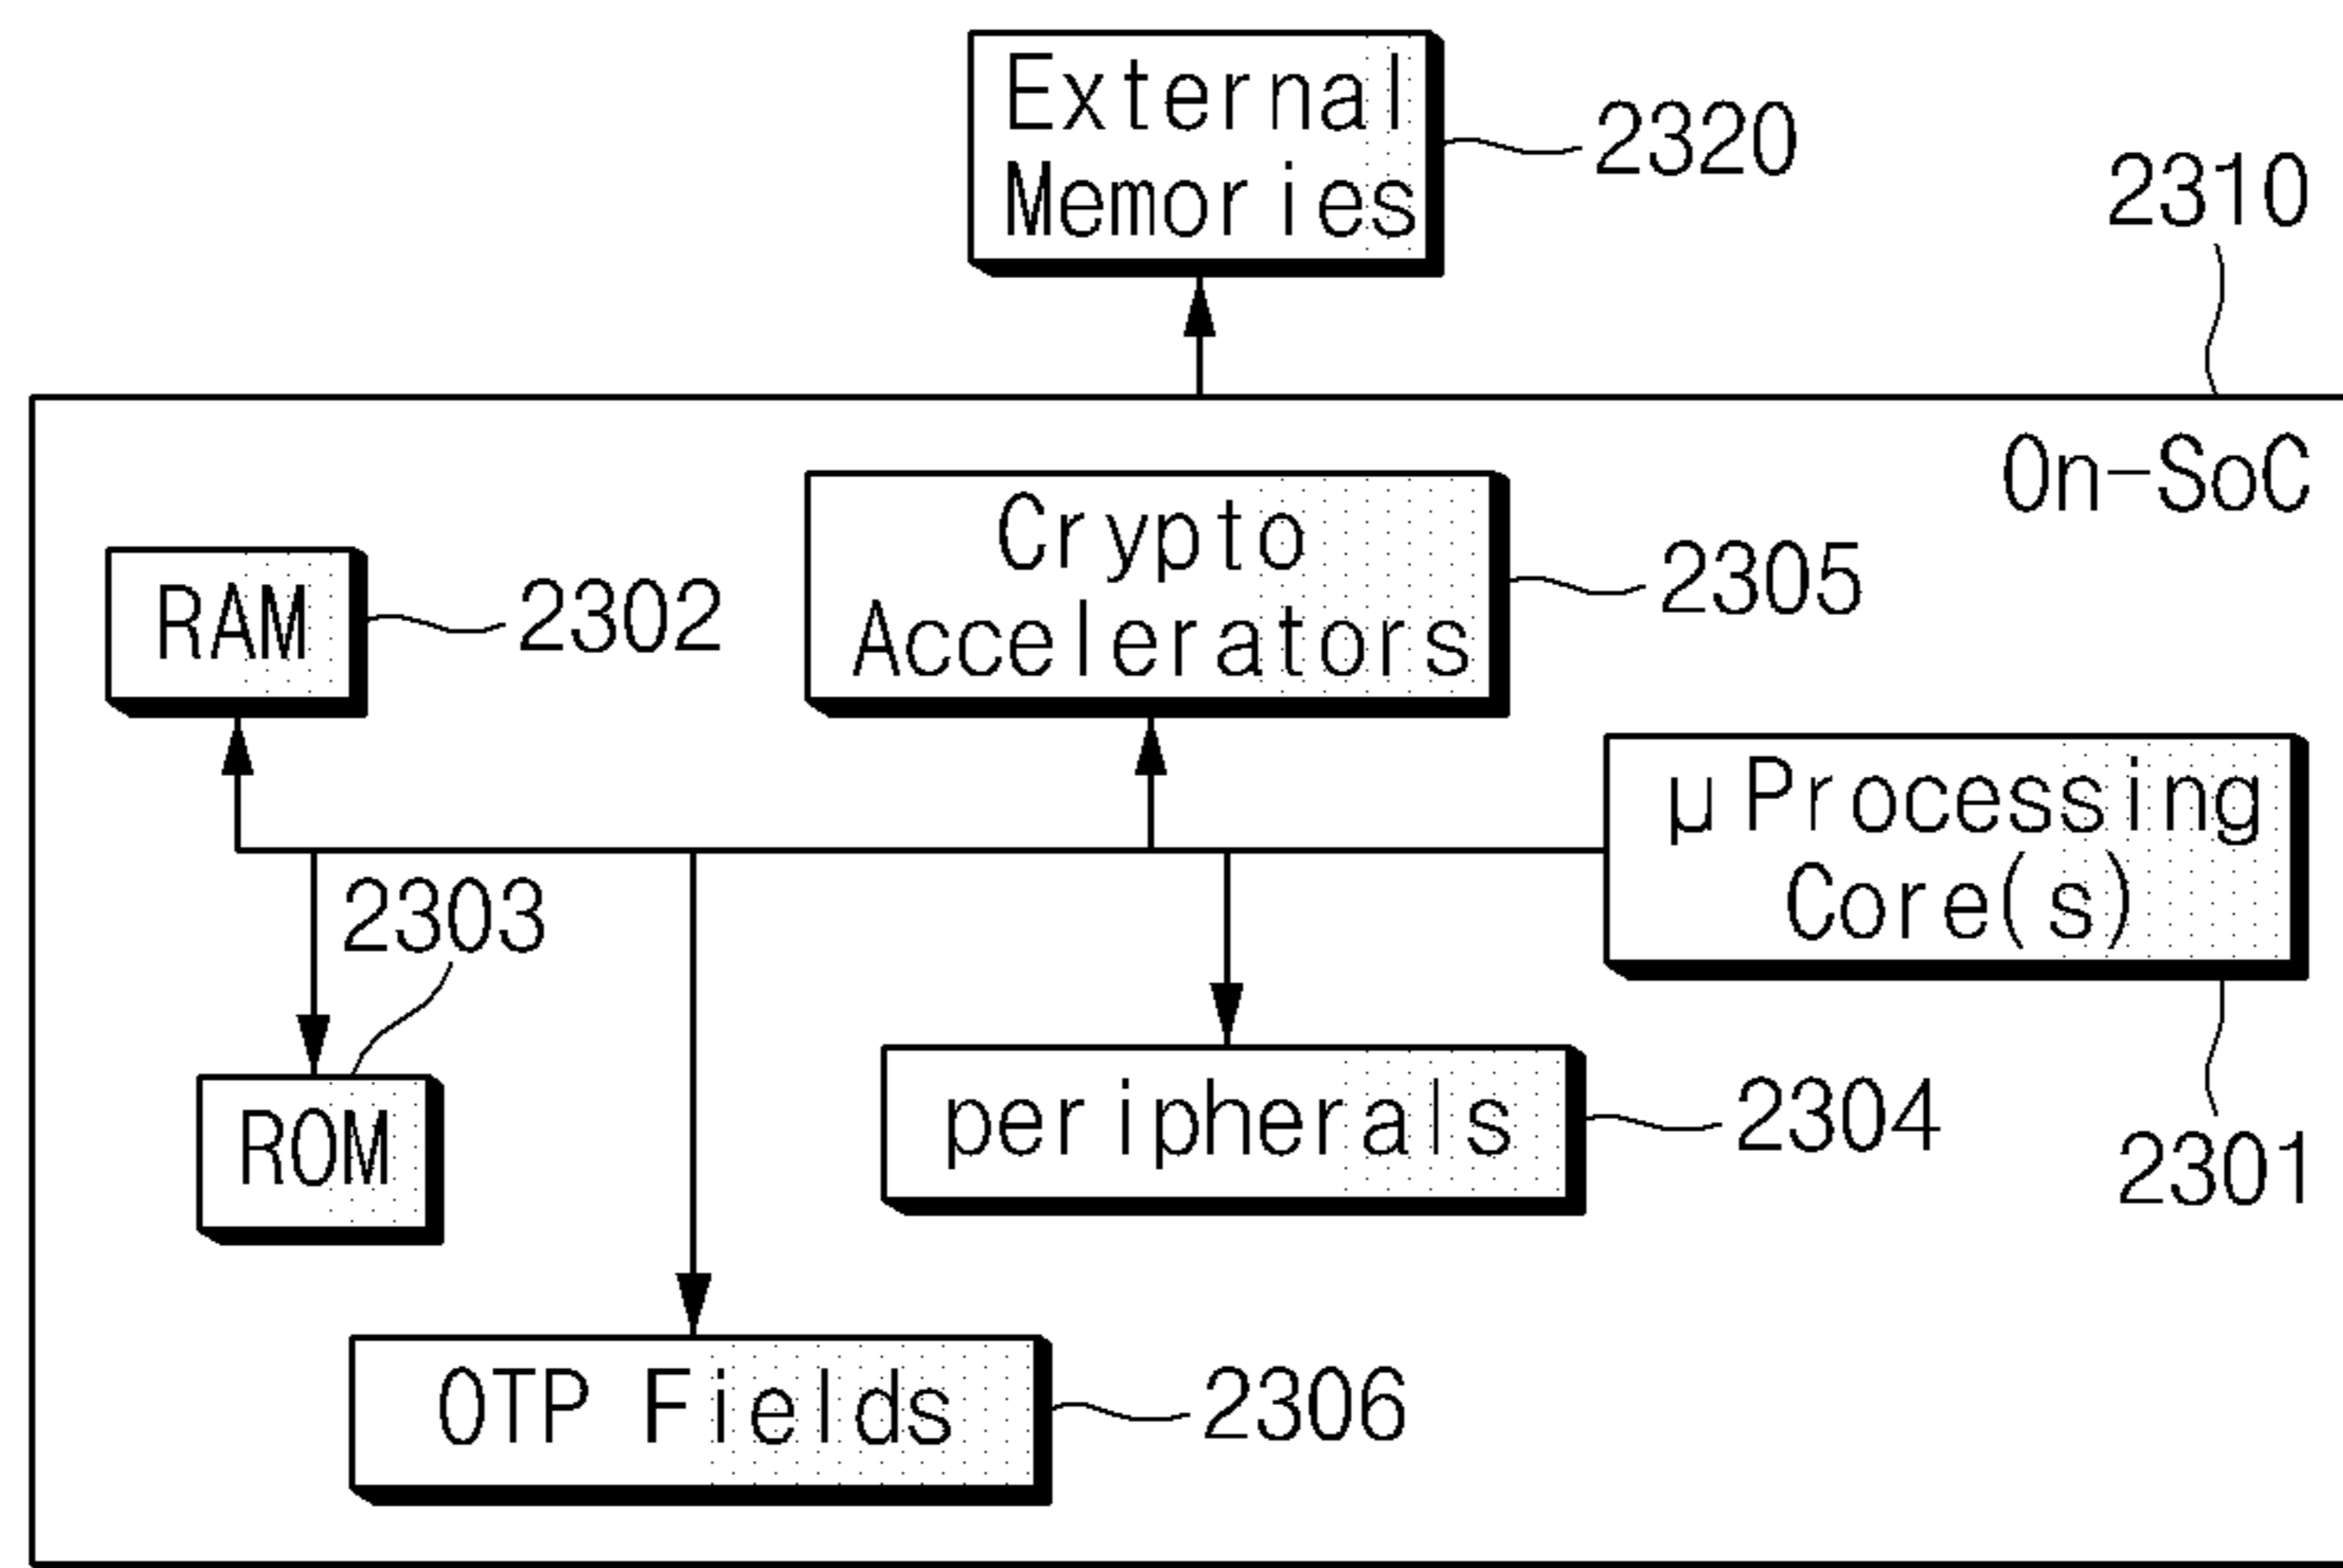 External
Memories
2320
2310
On-SoC
Crypto
Accelerators
2305
RAM
2302
µProcessing
Core(s)
2303
ROM
peripherals
2304
2301
OTP Fields
2306